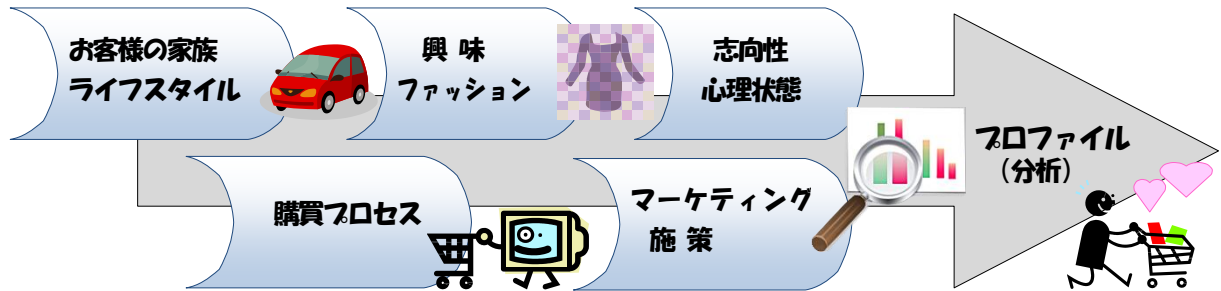 お客様の家族
ライフスタイル
興 味
ファッション
志向性
心理状態
プロファイル
（分析）
購買プロセス
マーケティング
施 策